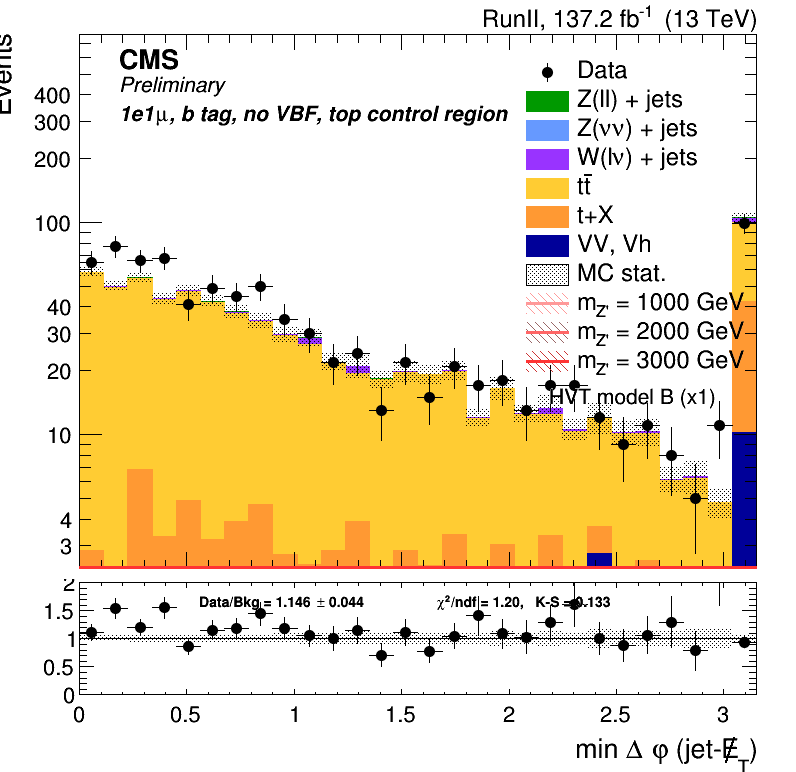 RunII, 137.2 fb⁻¹ (13 TeV)
Events
CMS
Preliminary
1e1μ, b tag, no VBF, top control region
Data
Z(ll) + jets
Z(νν) + jets
W(lν) + jets
tt̄
t+X
VV, Vh
MC stat.
m_Z' = 1000 GeV
m_Z' = 2000 GeV
m_Z' = 3000 GeV
HVT model B (x1)
400
300
200
100
40
30
20
10
4
3
Data/Bkg = 1.146 ± 0.044
χ²/ndf = 1.20, K-S = 0.133
2
1.5
1
0.5
0
0 0.5 1 1.5 2 2.5 3
min Δ φ (jet-E̸_T)